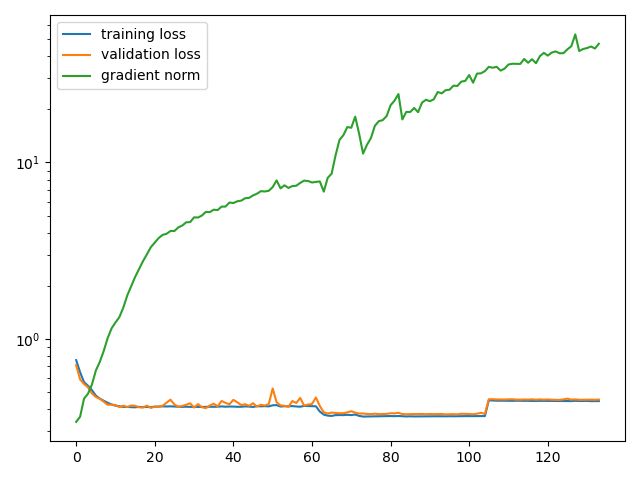 training loss
validation loss
gradient norm
10¹
10⁰
0 20 40 60 80 100 120